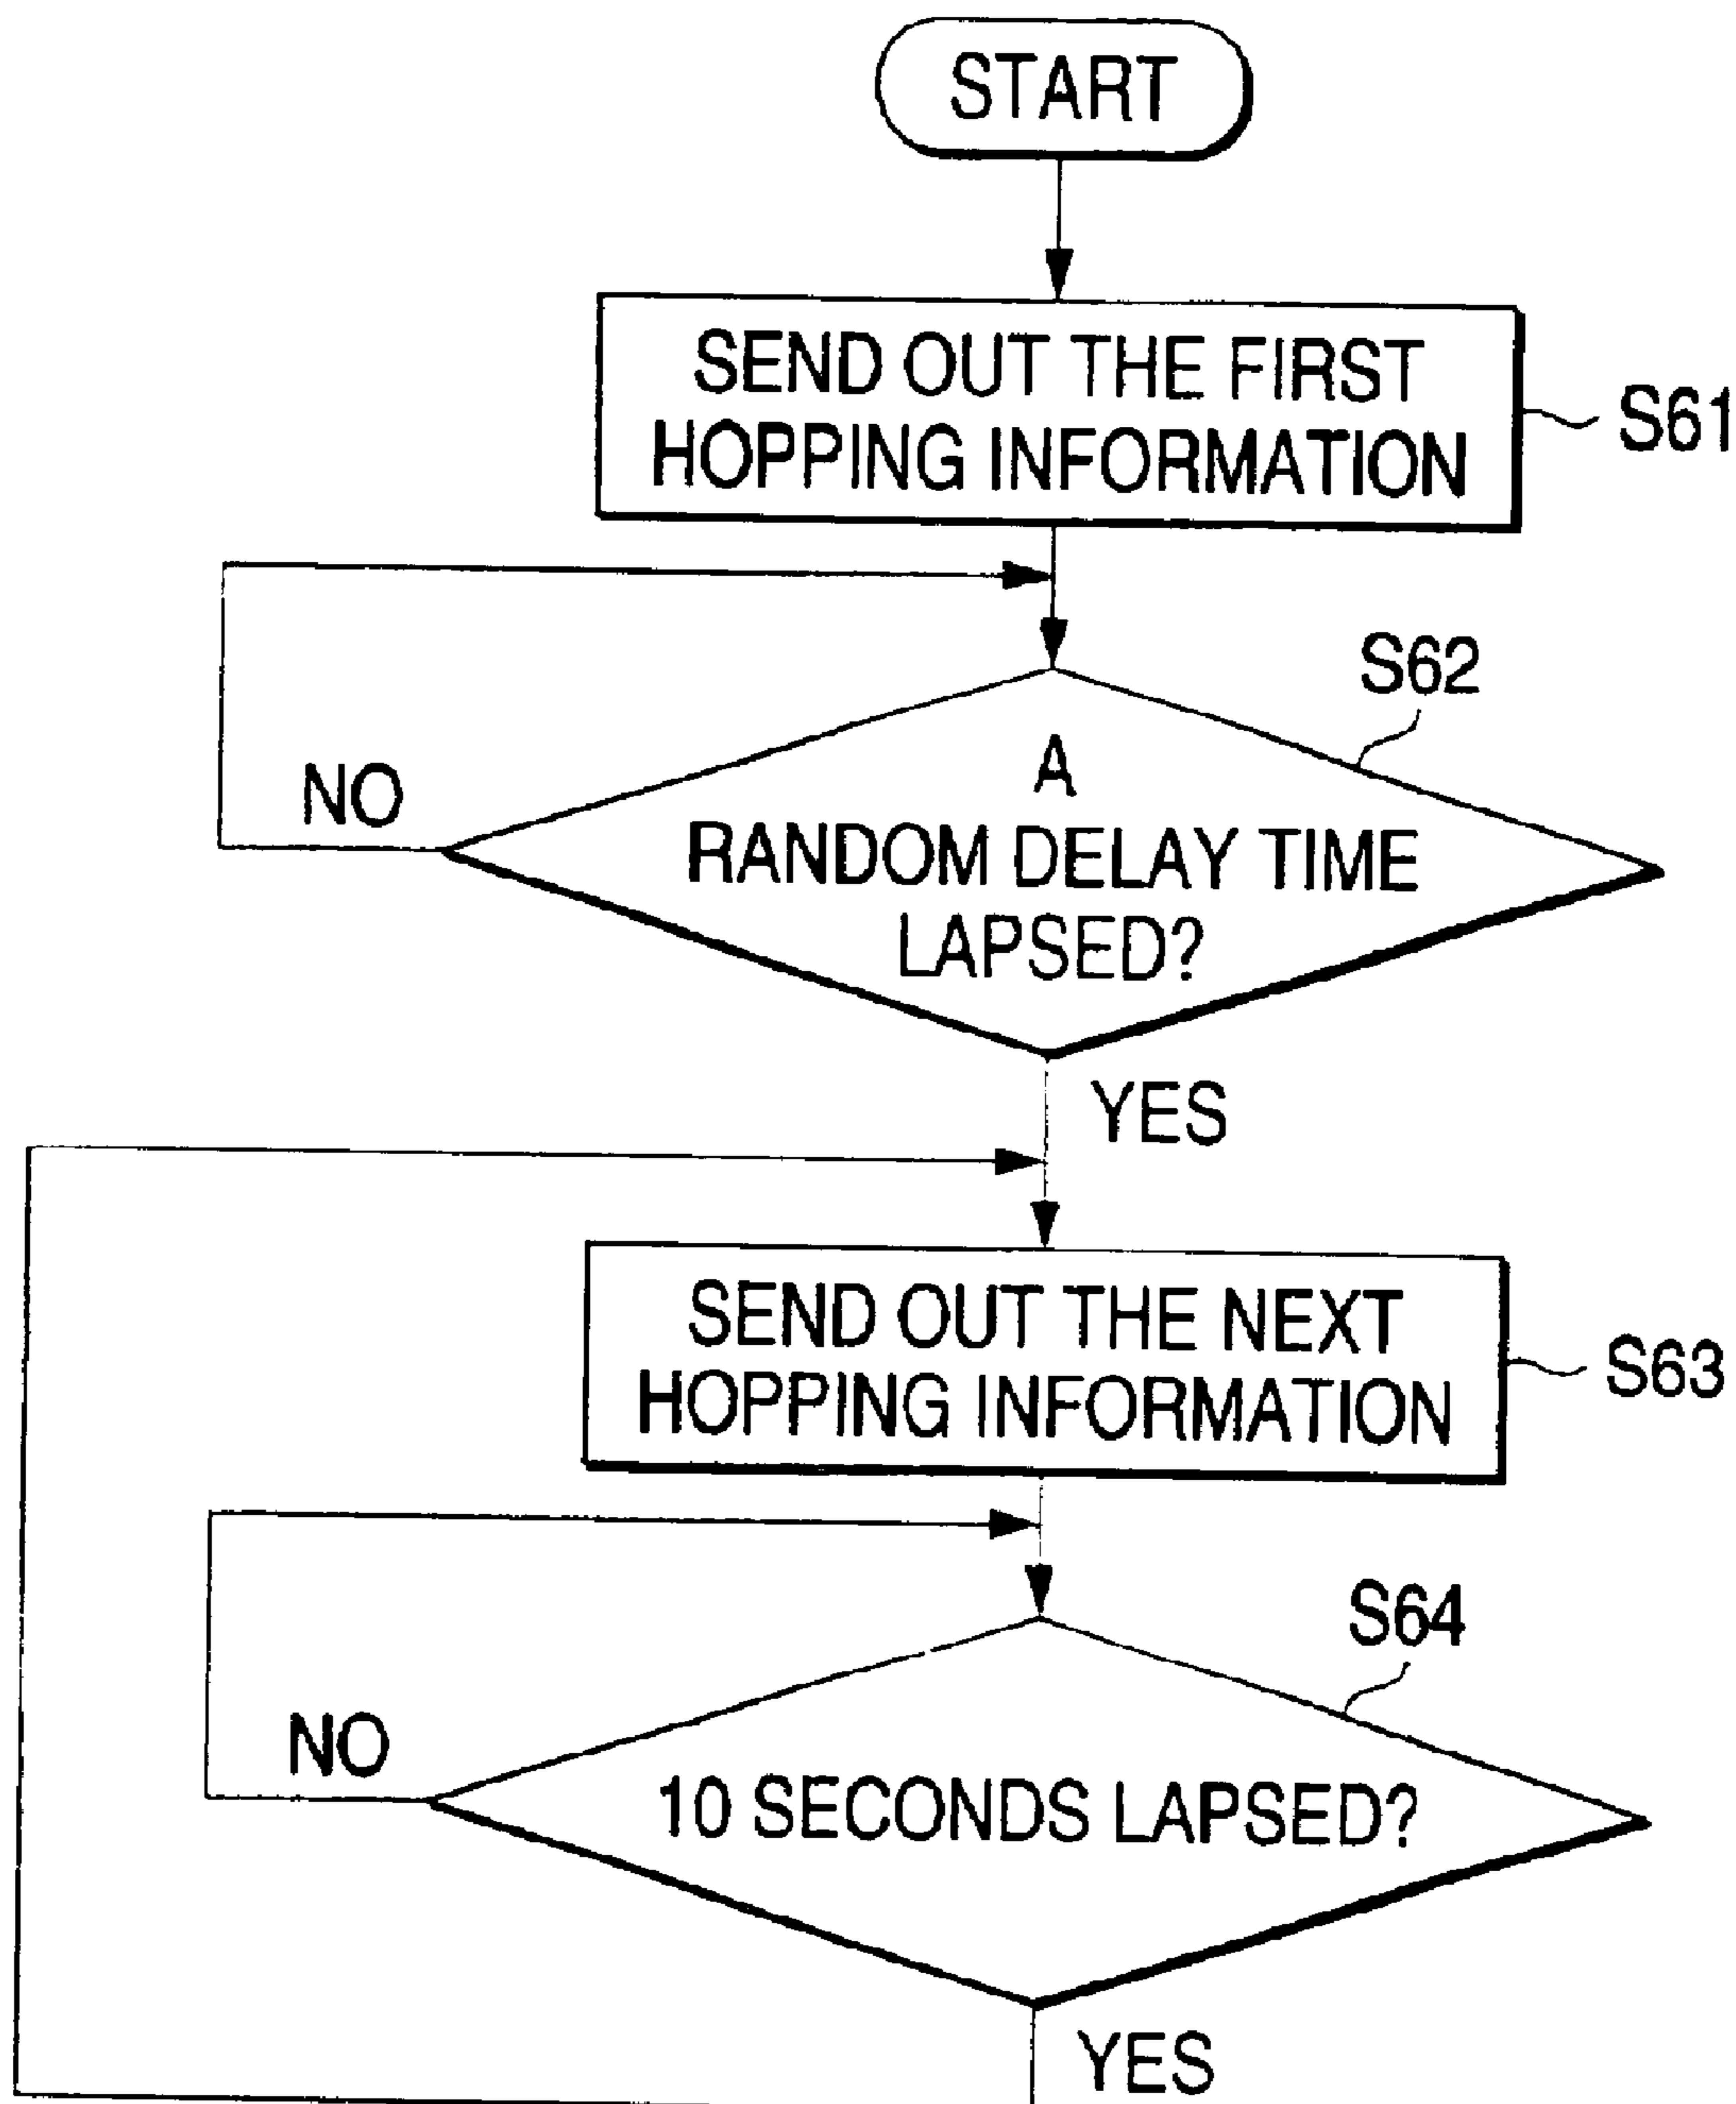 START
SEND OUT THE FIRST
HOPPING INFORMATION
S61
S62
NO
A
RANDOM DELAY TIME
LAPSED?
YES
SEND OUT THE NEXT
HOPPING INFORMATION
S63
S64
NO
10 SECONDS LAPSED?
YES